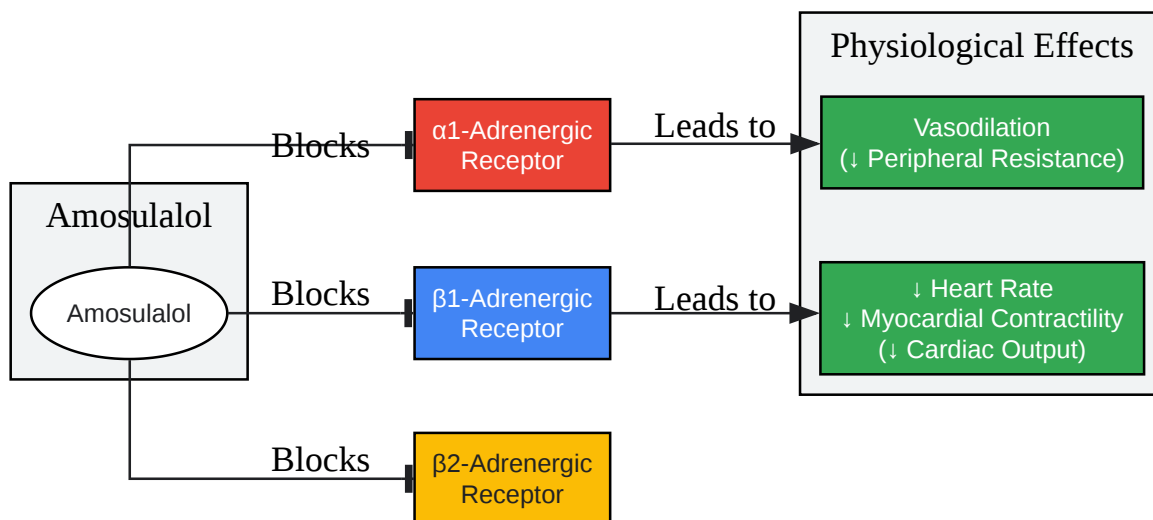 Physiological Effects
Blocks
α1-Adrenergic
Receptor
Leads to
Vasodilation
(↓ Peripheral Resistance)
Amosulalol
Amosulalol
Blocks
β1-Adrenergic
Receptor
Leads to
↓ Heart Rate
↓ Myocardial Contractility
(↓ Cardiac Output)
Blocks
β2-Adrenergic
Receptor